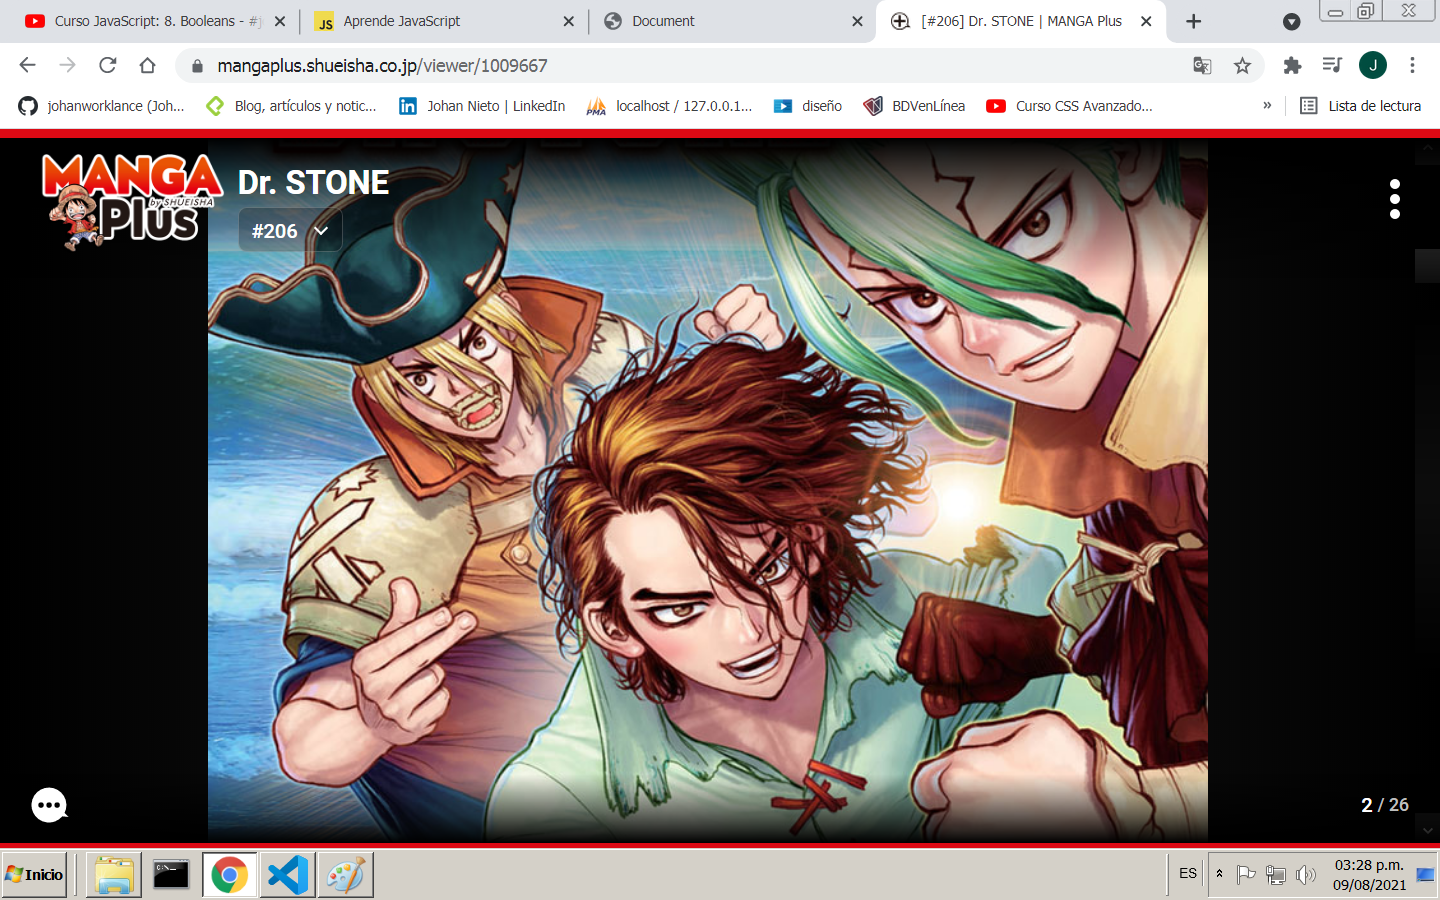 Curso JavaScript: 8. Booleans - #j
Aprende JavaScript
Document
[#206] Dr. STONE | MANGA Plus
mangaplus.shueisha.co.jp/viewer/1009667
J
johanworklance (Joh...
Blog, artículos y notic...
Johan Nieto | LinkedIn
localhost / 127.0.0.1...
diseño
BDVenLínea
Curso CSS Avanzado...
»
Lista de lectura
MANGA
by SHUEISHA
Plus
Dr. STONE
#206
2 / 26
Inicio
ES
03:28 p.m.
09/08/2021